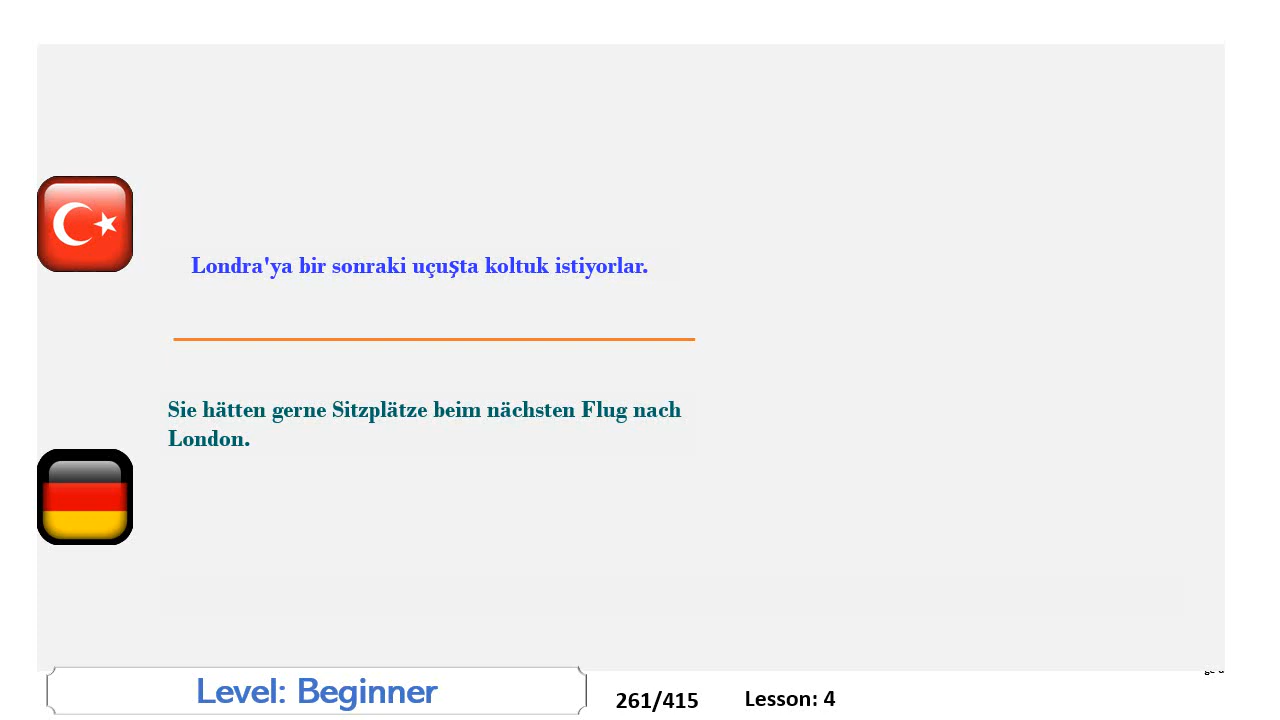 Londra'ya bir sonraki uçuşta koltuk istiyorlar.
Sie hätten gerne Sitzplätze beim nächsten Flug nach
London.
Level: Beginner
261/415
Lesson: 4